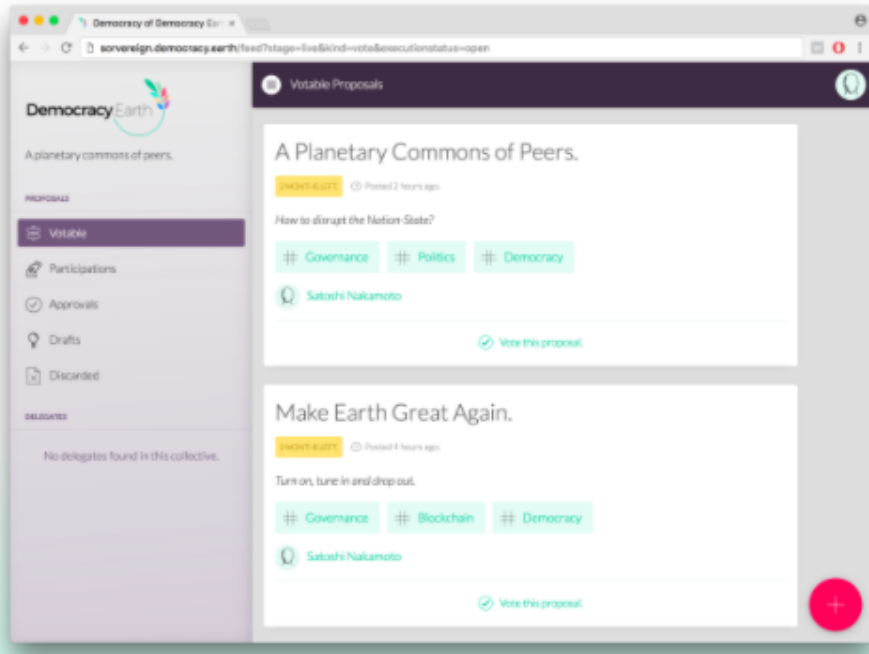 Democracy of Democracy Ear
sorvereign.democracy.earth/feed?stage=live&kind=vote&executionstatus=open
Democracy Earth
A planetary commons of peers.
PROPOSALS
Votable
Participations
Approvals
Drafts
Discarded
DELEGATES
No delegates found in this collective.
Votable Proposals
A Planetary Commons of Peers.
Posted 2 hours ago.
How to disrupt the Nation-State?
# Governance # Politics # Democracy
Satoshi Nakamoto
Vote this proposal.
Make Earth Great Again.
Posted 4 hours ago.
Turn on, tune in and drop out.
# Governance # Blockchain # Democracy
Satoshi Nakamoto
Vote this proposal.